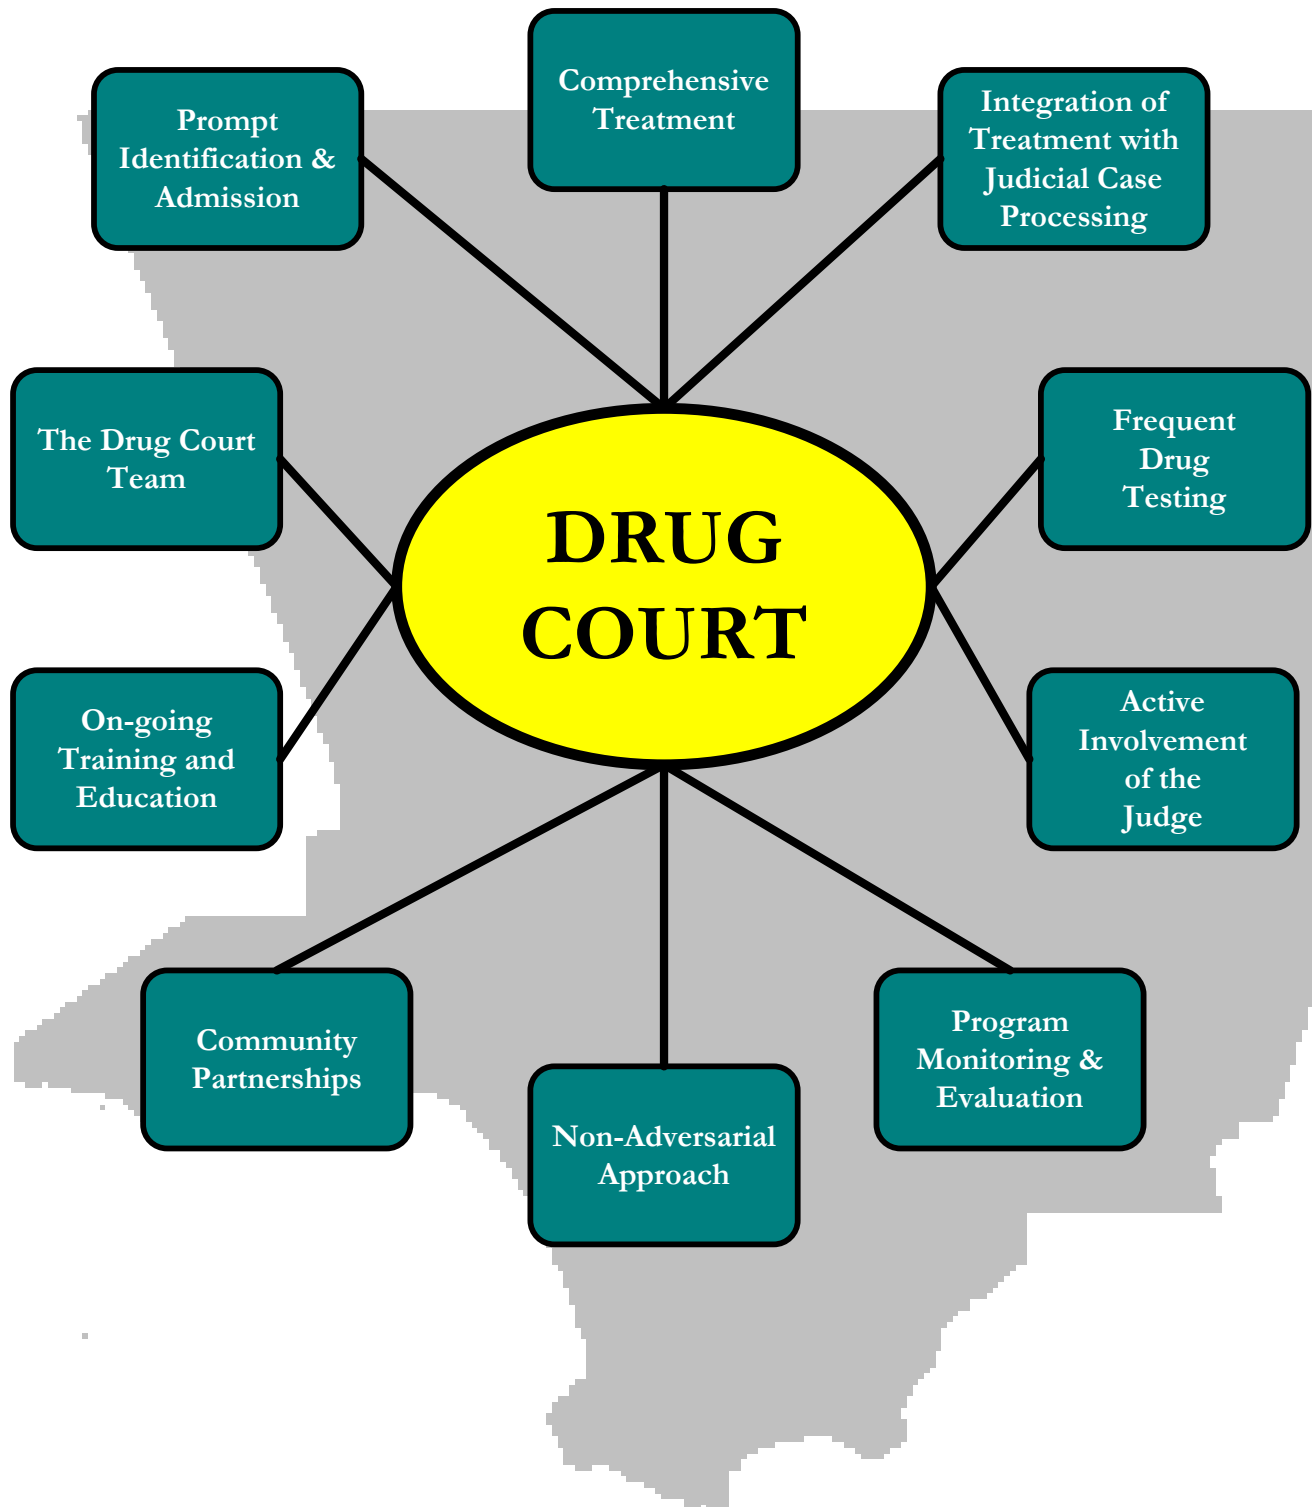 Comprehensive
Treatment
Prompt
Identification &
Admission
Integration of
Treatment with
Judicial Case
Processing
The Drug Court
Team
Frequent
Drug
Testing
DRUG
COURT
On-going
Training and
Education
Active
Involvement
of the
Judge
Community
Partnerships
Non-Adversarial
Approach
Program
Monitoring &
Evaluation